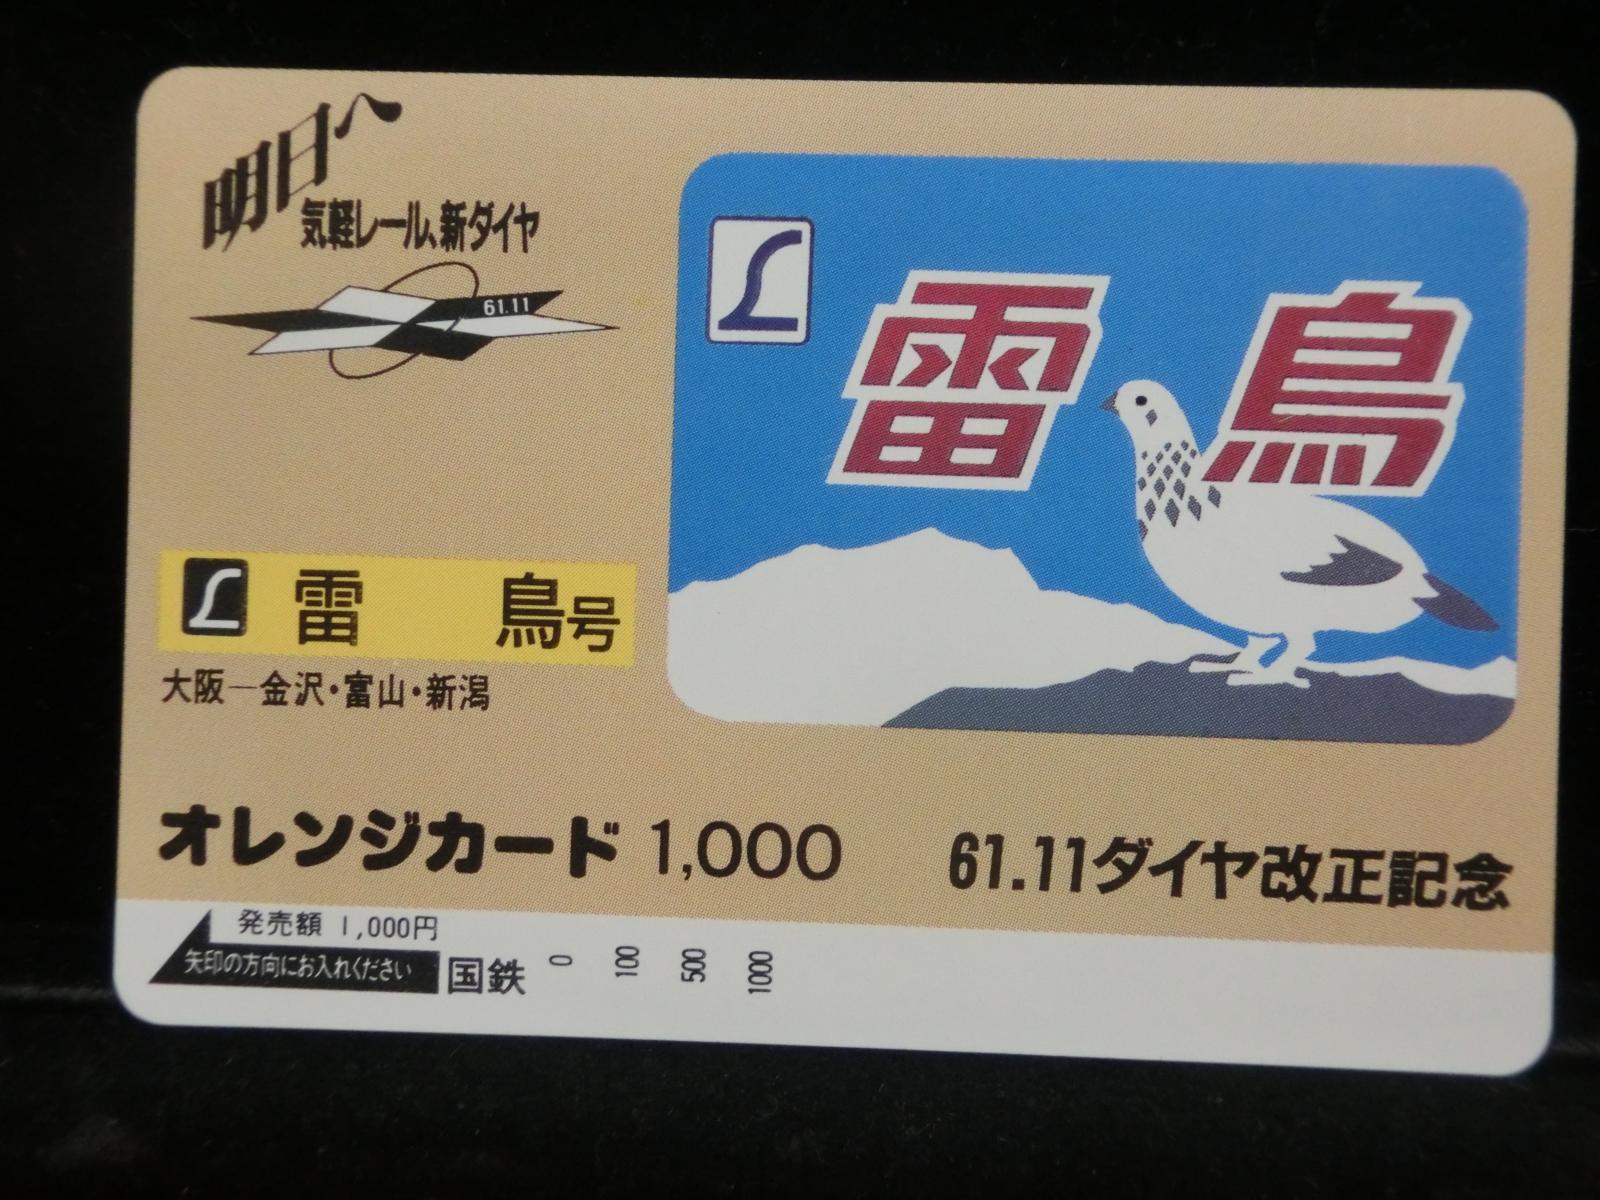 明日へ
気軽レール、新ダイヤ
61.11
L
雷鳥
L 雷鳥号
大阪―金沢・富山・新潟
オレンジカード 1,000
61.11ダイヤ改正記念
発売額 1,000円
矢印の方向にお入れください
国鉄 0 100 500 1000